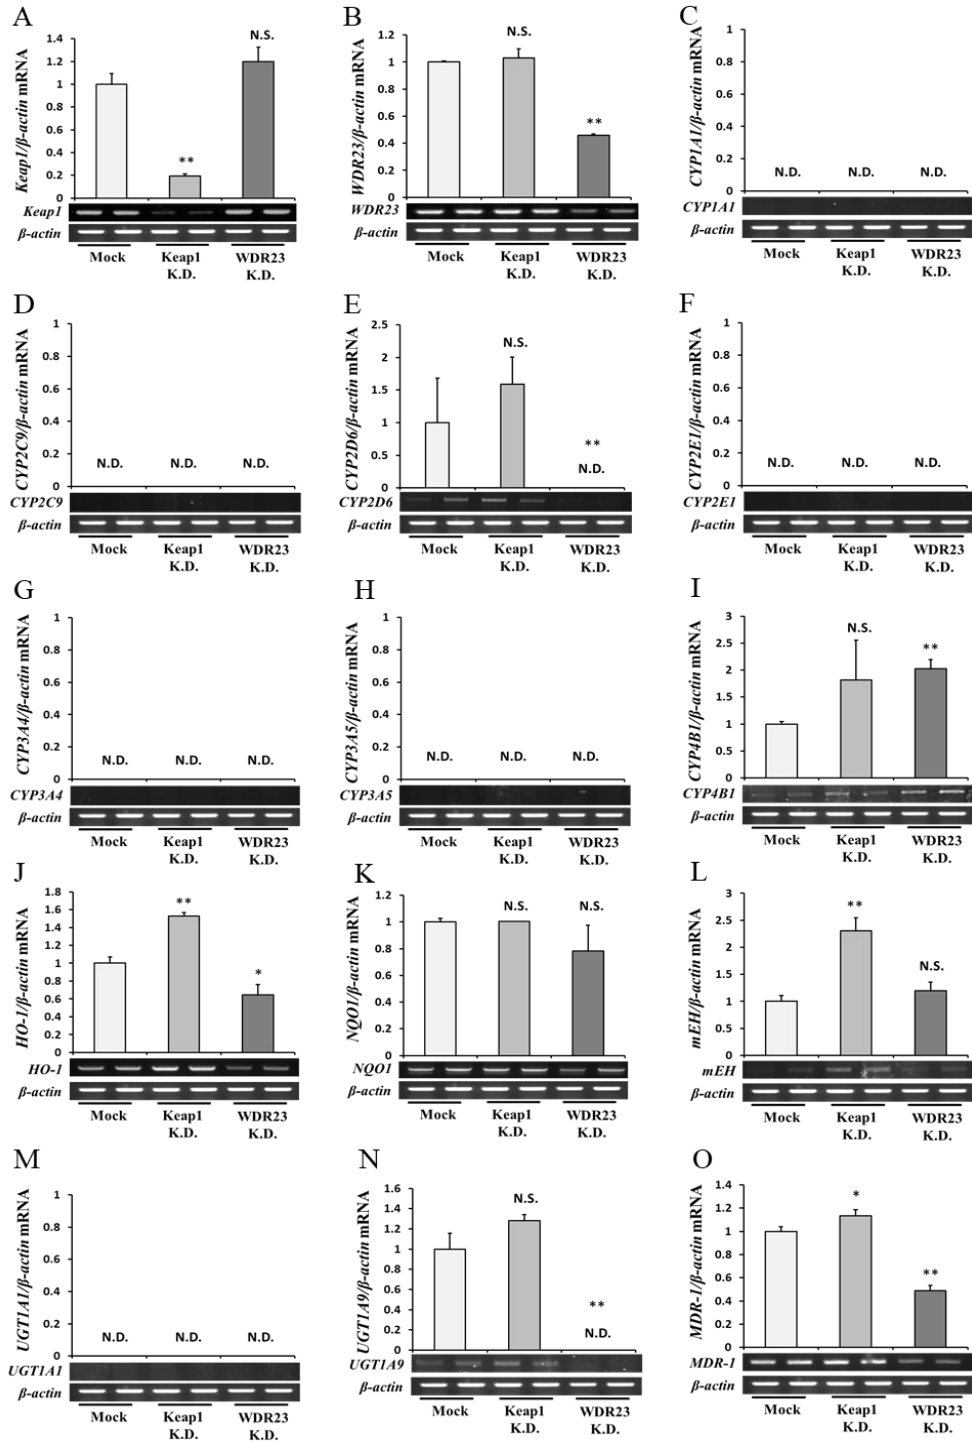 A
Keap1/β-actin mRNA
1.4
1.2
1
0.8
0.6
0.4
0.2
0
**
N.S.
Keap1
β-actin
Mock
Keap1
K.D.
WDR23
K.D.
B
WDR23/β-actin mRNA
1.2
1
0.8
0.6
0.4
0.2
0
N.S.
**
WDR23
β-actin
Mock
Keap1
K.D.
WDR23
K.D.
C
CYP1A1/β-actin mRNA
1
0.8
0.6
0.4
0.2
0
N.D.
N.D.
N.D.
CYP1A1
β-actin
Mock
Keap1
K.D.
WDR23
K.D.
D
CYP2C9/β-actin mRNA
1
0.8
0.6
0.4
0.2
0
N.D.
N.D.
N.D.
CYP2C9
β-actin
Mock
Keap1
K.D.
WDR23
K.D.
E
CYP2D6/β-actin mRNA
2.5
2
1.5
1
0.5
0
N.S.
**
N.D.
CYP2D6
β-actin
Mock
Keap1
K.D.
WDR23
K.D.
F
CYP2E1/β-actin mRNA
1
0.8
0.6
0.4
0.2
0
N.D.
N.D.
N.D.
CYP2E1
β-actin
Mock
Keap1
K.D.
WDR23
K.D.
G
CYP3A4/β-actin mRNA
1
0.8
0.6
0.4
0.2
0
N.D.
N.D.
N.D.
CYP3A4
β-actin
Mock
Keap1
K.D.
WDR23
K.D.
H
CYP3A5/β-actin mRNA
1
0.8
0.6
0.4
0.2
0
N.D.
N.D.
N.D.
CYP3A5
β-actin
Mock
Keap1
K.D.
WDR23
K.D.
I
CYP4B1/β-actin mRNA
3
2.5
2
1.5
1
0.5
0
N.S.
**
CYP4B1
β-actin
Mock
Keap1
K.D.
WDR23
K.D.
J
HO-1/β-actin mRNA
1.8
1.6
1.4
1.2
1
0.8
0.6
0.4
0.2
0
**
*
HO-1
β-actin
Mock
Keap1
K.D.
WDR23
K.D.
K
NQO1/β-actin mRNA
1.2
1
0.8
0.6
0.4
0.2
0
N.S.
N.S.
NQO1
β-actin
Mock
Keap1
K.D.
WDR23
K.D.
L
mEH/β-actin mRNA
3
2.5
2
1.5
1
0.5
0
**
N.S.
mEH
β-actin
Mock
Keap1
K.D.
WDR23
K.D.
M
UGT1A1/β-actin mRNA
1
0.8
0.6
0.4
0.2
0
N.D.
N.D.
N.D.
UGT1A1
β-actin
Mock
Keap1
K.D.
WDR23
K.D.
N
UGT1A9/β-actin mRNA
1.6
1.4
1.2
1
0.8
0.6
0.4
0.2
0
N.S.
**
N.D.
UGT1A9
β-actin
Mock
Keap1
K.D.
WDR23
K.D.
O
MDR-1/β-actin mRNA
1.4
1.2
1
0.8
0.6
0.4
0.2
0
*
**
MDR-1
β-actin
Mock
Keap1
K.D.
WDR23
K.D.